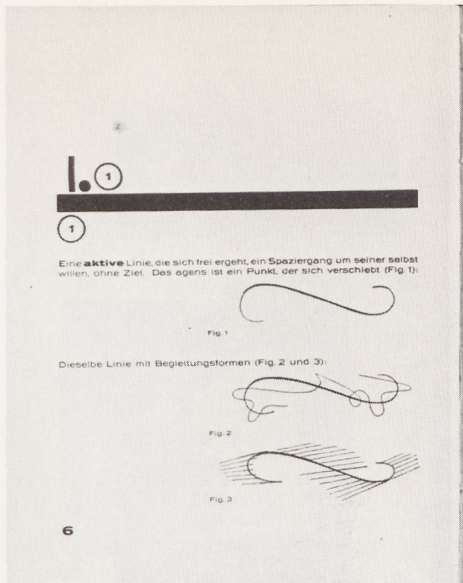 I. 1
1
Eine aktive Linie, die sich frei ergeht, ein Spaziergang um seiner selbst
willen, ohne Ziel. Das agens ist ein Punkt, der sich verschiebt (Fig. 1):
Fig. 1
Dieselbe Linie mit Begleitungsformen (Fig. 2 und 3):
Fig. 2
Fig. 3
6